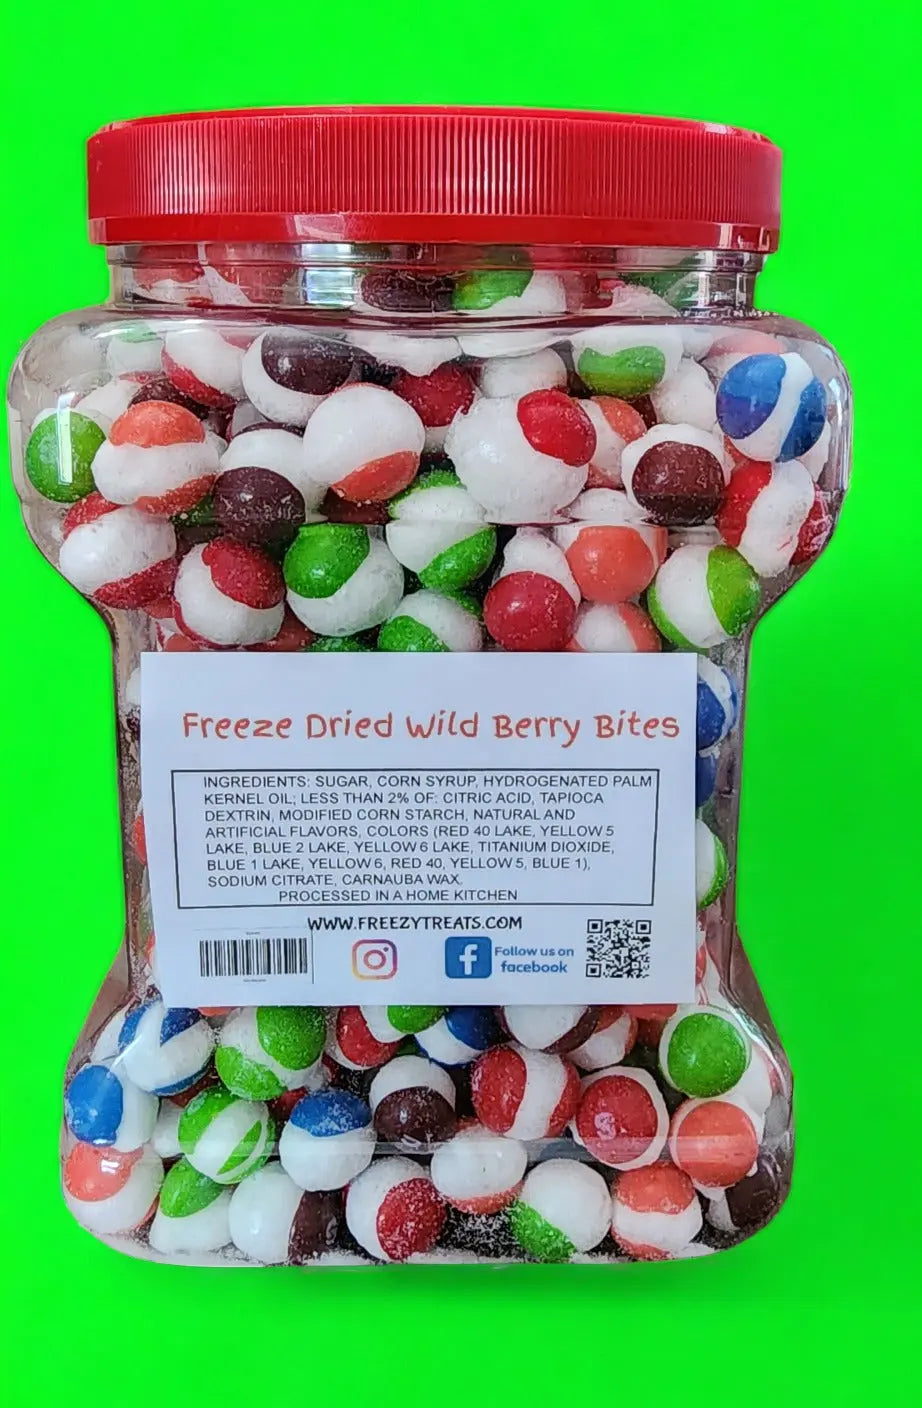 Freeze Dried Wild Berry Bites
INGREDIENTS: SUGAR, CORN SYRUP, HYDROGENATED PALM
KERNEL OIL; LESS THAN 2% OF: CITRIC ACID, TAPIOCA
DEXTRIN, MODIFIED CORN STARCH, NATURAL AND
ARTIFICIAL FLAVORS, COLORS (RED 40 LAKE, YELLOW 5
LAKE, BLUE 2 LAKE, YELLOW 6 LAKE, TITANIUM DIOXIDE,
BLUE 1 LAKE, YELLOW 6, RED 40, YELLOW 5, BLUE 1),
SODIUM CITRATE, CARNAUBA WAX.
PROCESSED IN A HOME KITCHEN
WWW.FREEZYTREATS.COM
Follow us on
facebook